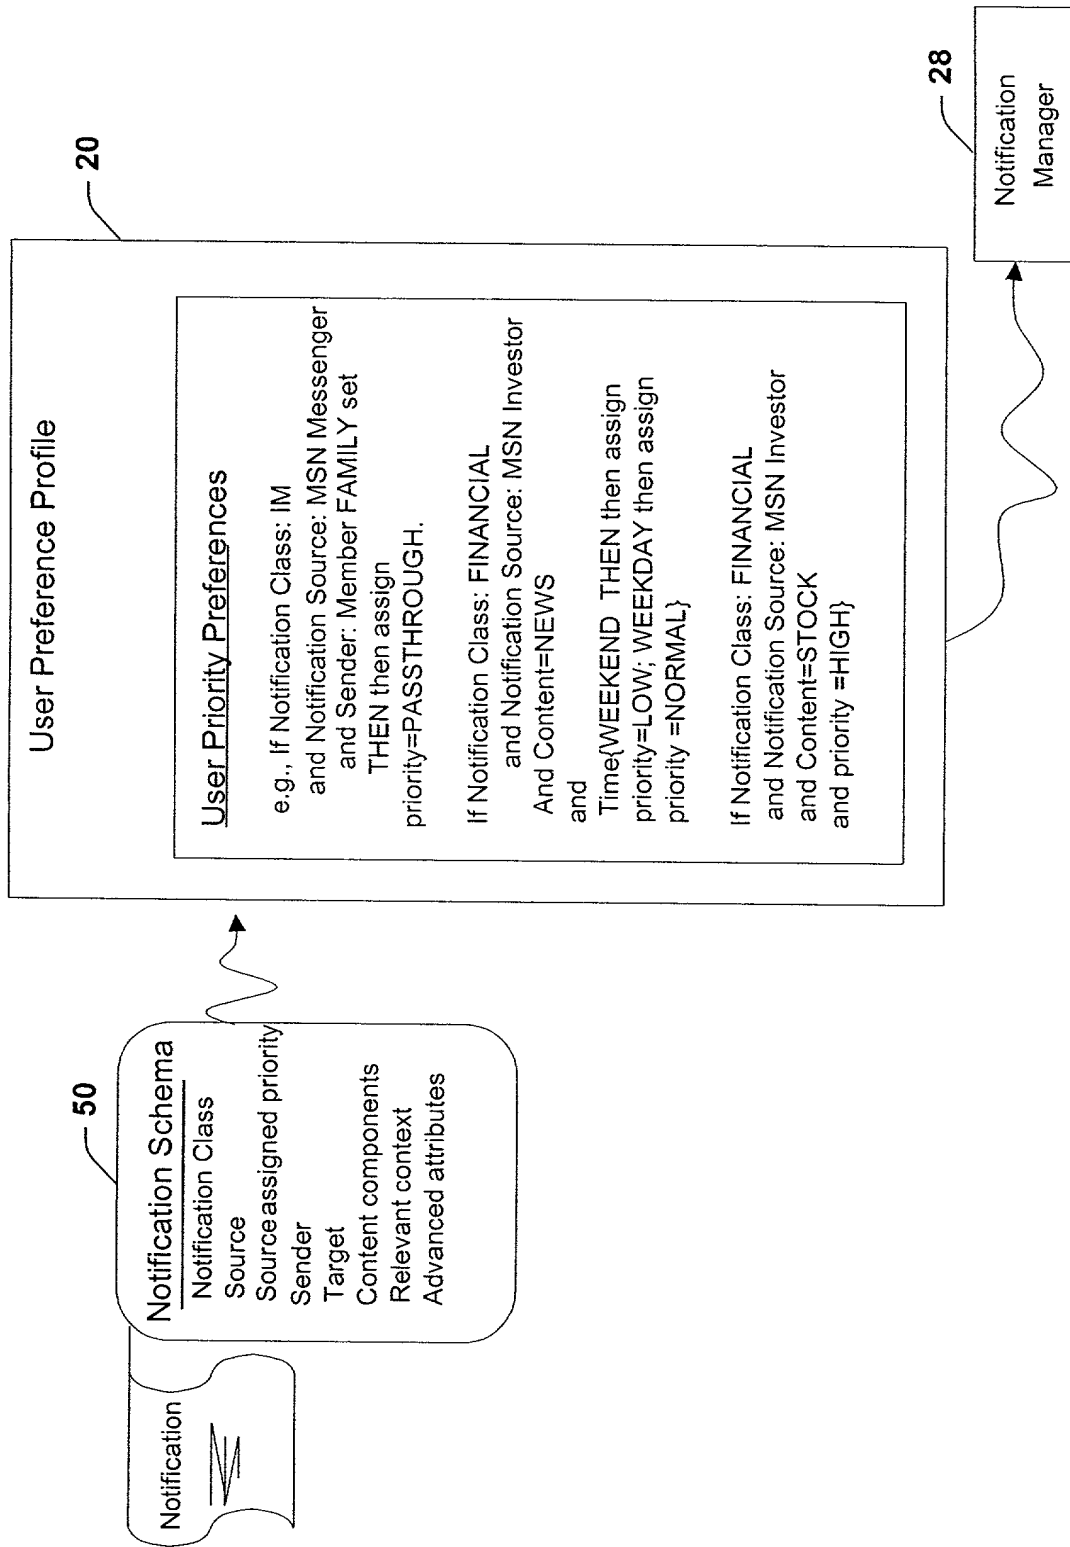 Notification
50
Notification Schema
Notification Class
Source
Source assigned priority
Sender
Target
Content components
Relevant context
Advanced attributes
20
User Preference Profile
User Priority Preferences
e.g., If Notification Class: IM
and Notification Source: MSN Messenger
and Sender: Member FAMILY set
THEN then assign
priority=PASSTHROUGH.
If Notification Class: FINANCIAL
and Notification Source: MSN Investor
And Content=NEWS
and
Time{WEEKEND THEN then assign
priority=LOW; WEEKDAY then assign
priority =NORMAL}
If Notification Class: FINANCIAL
and Notification Source: MSN Investor
and Content=STOCK
and priority =HIGH}
28
Notification
Manager